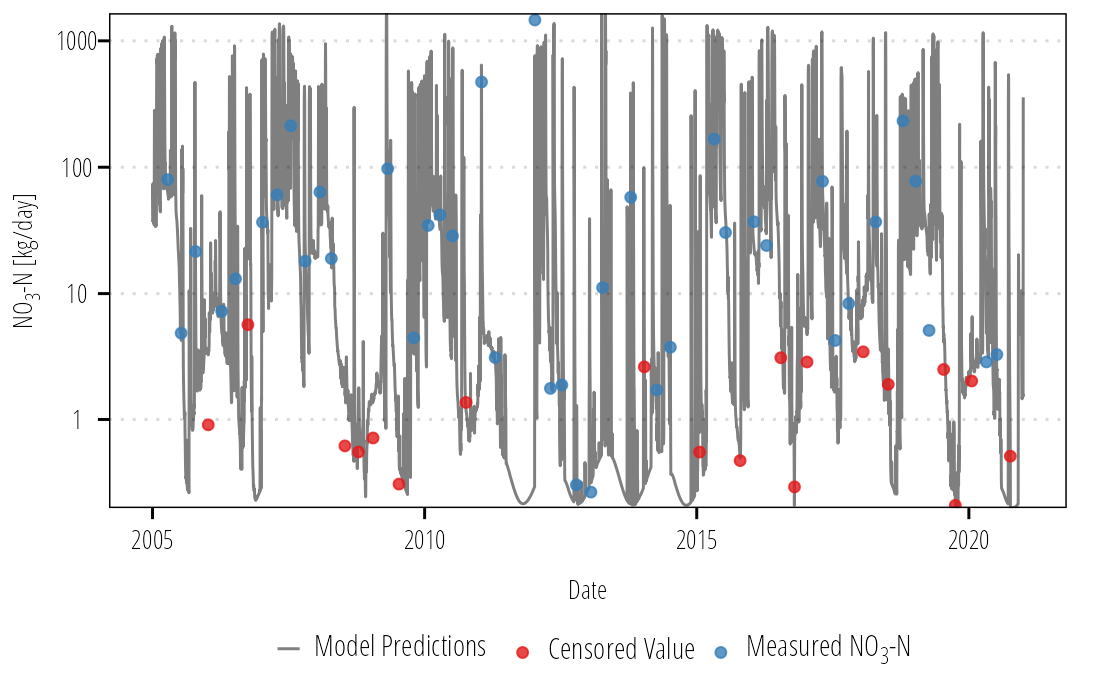 1000
100
10
1
NO3-N [kg/day]
2005 2010 2015 2020
Date
Model Predictions Censored Value Measured NO3-N